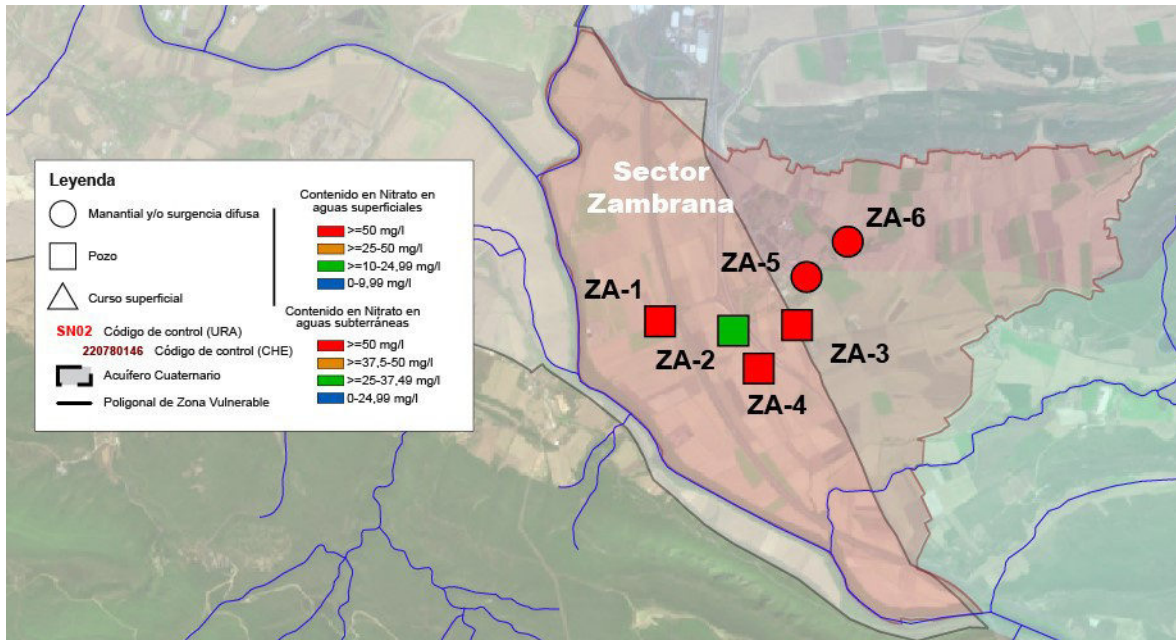 Leyenda
Manantial y/o surgencia difusa
Pozo
Curso superficial
SN02 Código de control (URA)
220780146 Código de control (CHE)
Acuífero Cuaternario
Poligonal de Zona Vulnerable
Contenido en Nitrato en
aguas superficiales
>=50 mg/l
>=25-50 mg/l
>=10-24,99 mg/l
0-9,99 mg/l
Contenido en Nitrato en
aguas subterráneas
>=50 mg/l
>=37,5-50 mg/l
>=25-37,49 mg/l
0-24,99 mg/l
Sector
Zambrana
ZA-6
ZA-5
ZA-1
ZA-2
ZA-3
ZA-4